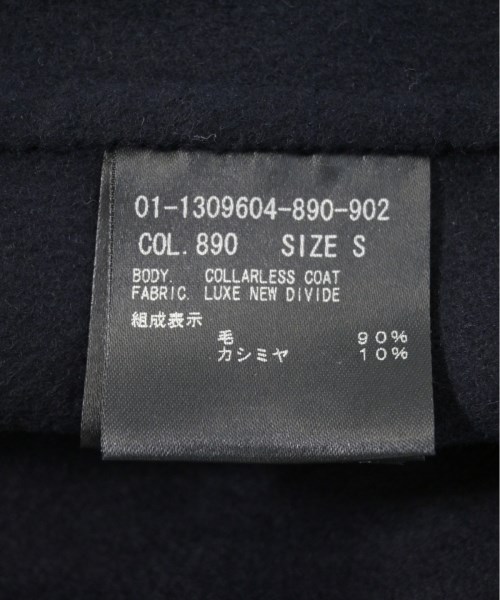 01-1309604-890-902
COL. 890 SIZE S
BODY. COLLARLESS COAT
FABRIC. LUXE NEW DIVIDE
組成表示
毛 90%
カシミヤ 10%